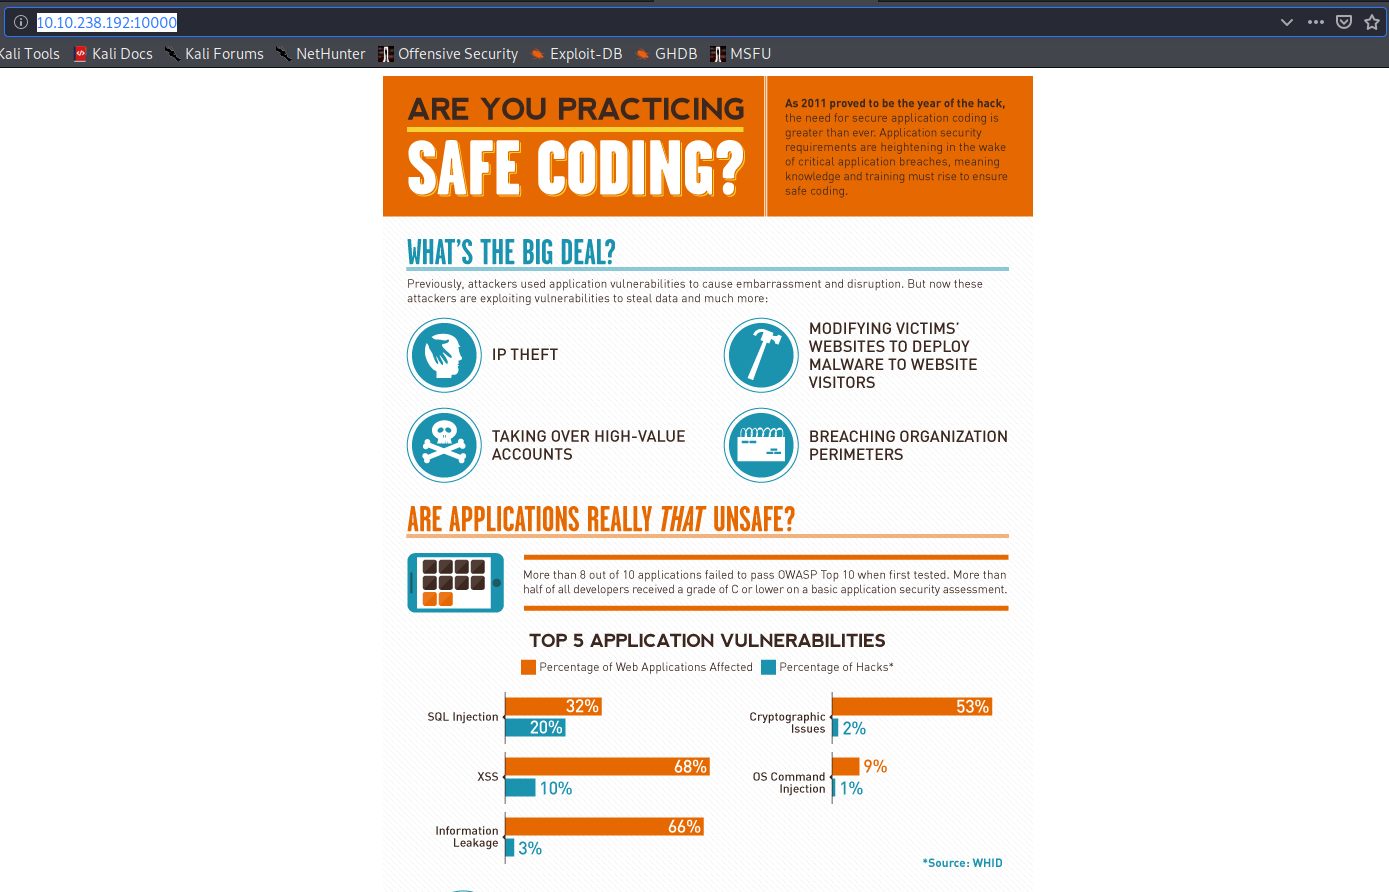 10.10.238.192:10000
Kali Tools
Kali Docs
Kali Forums
NetHunter
Offensive Security
Exploit-DB
GHDB
MSFU
ARE YOU PRACTICING
SAFE CODING?
As 2011 proved to be the year of the hack,
the need for secure application coding is
greater than ever. Application security
requirements are heightening in the wake
of critical application breaches, meaning
knowledge and training must rise to ensure
safe coding.
WHAT'S THE BIG DEAL?
Previously, attackers used application vulnerabilities to cause embarrassment and disruption. But now these
attackers are exploiting vulnerabilities to steal data and much more:
IP THEFT
MODIFYING VICTIMS'
WEBSITES TO DEPLOY
MALWARE TO WEBSITE
VISITORS
TAKING OVER HIGH-VALUE
ACCOUNTS
BREACHING ORGANIZATION
PERIMETERS
ARE APPLICATIONS REALLY THAT UNSAFE?
More than 8 out of 10 applications failed to pass OWASP Top 10 when first tested. More than
half of all developers received a grade of C or lower on a basic application security assessment.
TOP 5 APPLICATION VULNERABILITIES
Percentage of Web Applications Affected
Percentage of Hacks*
SQL Injection
32%
20%
XSS
68%
10%
Information
Leakage
66%
3%
Cryptographic
Issues
53%
2%
OS Command
Injection
9%
1%
*Source: WHID